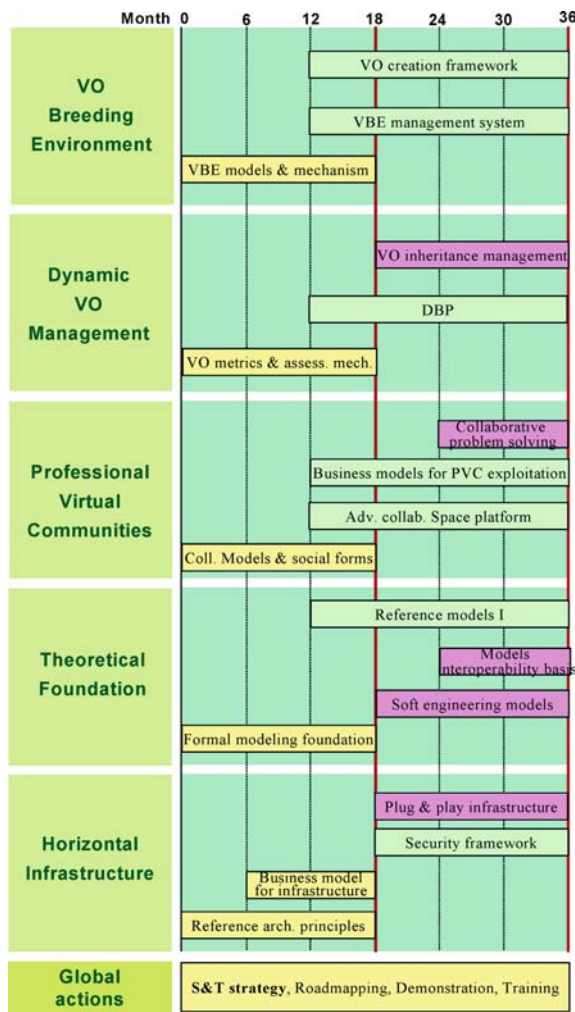 Month 0 6 12 18 24 30 36
VO
Breeding
Environment
VO creation framework
VBE management system
VBE models & mechanism
Dynamic
VO
Management
VO inheritance management
DBP
VO metrics & assess. mech.
Professional
Virtual
Communities
Collaborative
problem solving
Business models for PVC exploitation
Adv. collab. Space platform
Coll. Models & social forms
Theoretical
Foundation
Reference models I
Models
interoperability basis
Soft engineering models
Formal modeling foundation
Horizontal
Infrastructure
Plug & play infrastructure
Security framework
Business model
for infrastructure
Reference arch. principles
Global
actions
S&T strategy, Roadmapping, Demonstration, Training